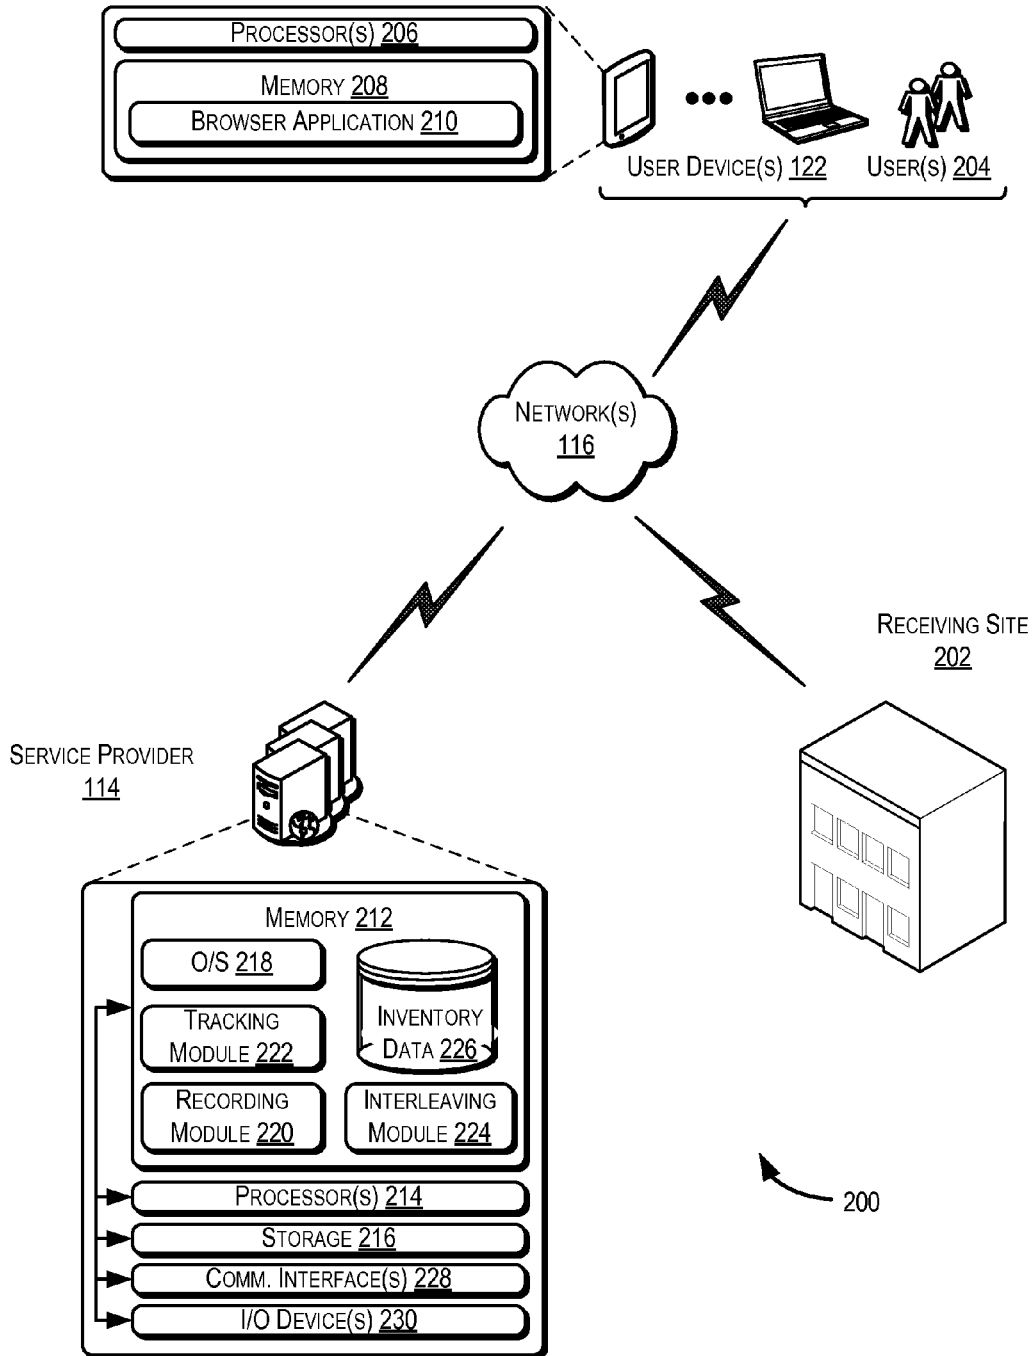 PROCESSOR(S) 206
MEMORY 208
BROWSER APPLICATION 210
USER DEVICE(S) 122
USER(S) 204
NETWORK(S)
116
RECEIVING SITE
202
SERVICE PROVIDER
114
MEMORY 212
O/S 218
TRACKING
MODULE 222
RECORDING
MODULE 220
INVENTORY
DATA 226
INTERLEAVING
MODULE 224
PROCESSOR(S) 214
STORAGE 216
COMM. INTERFACE(S) 228
I/O DEVICE(S) 230
200